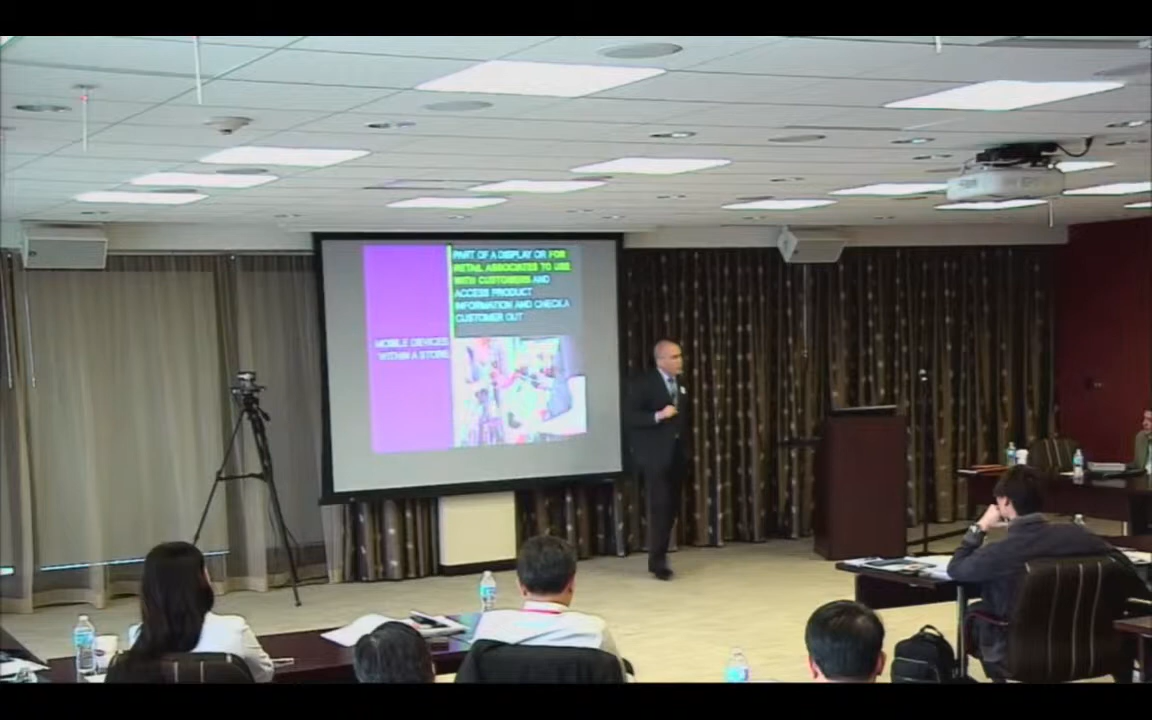 PART OF A DISPLAY OR FOR
RETAIL ASSOCIATES TO USE
WITH CUSTOMERS AND
ACCESS PRODUCT
INFORMATION AND CHECK A
CUSTOMER OUT
MOBILE DEVICES
WITHIN A STORE